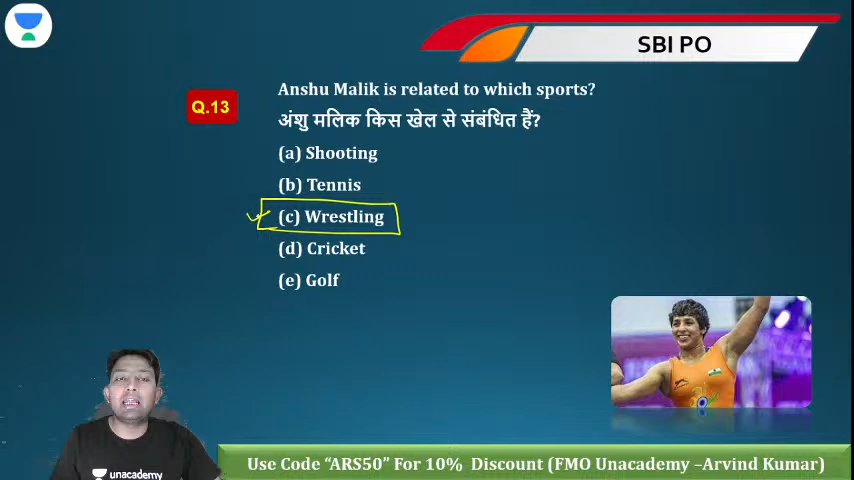 SBI PO
Q.13
Anshu Malik is related to which sports?
अंशु मलिक किस खेल से संबंधित हैं?
(a) Shooting
(b) Tennis
(c) Wrestling
(d) Cricket
(e) Golf
unacademy
Use Code “ARS50” For 10% Discount (FMO Unacademy –Arvind Kumar)